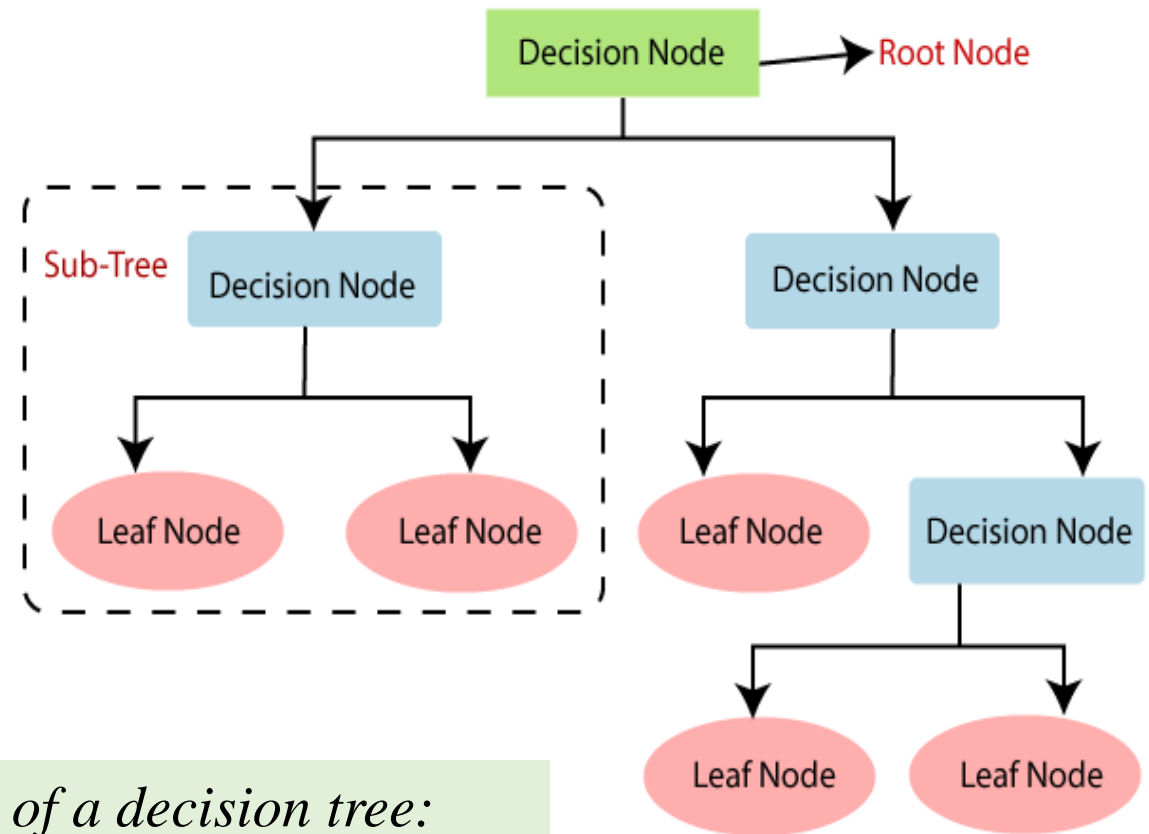 Decision Node
Root Node
Sub-Tree
Decision Node
Decision Node
Leaf Node
Leaf Node
Leaf Node
Decision Node
Leaf Node
Leaf Node
of a decision tree: